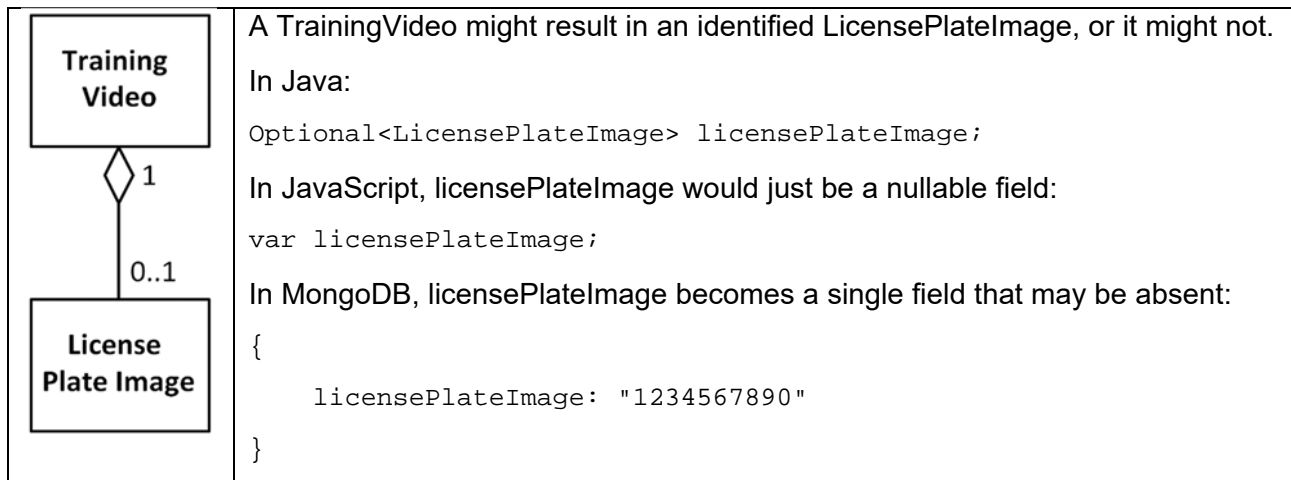 Training
Video
1
0..1
License
Plate Image
A TrainingVideo might result in an identified LicensePlateImage, or it might not.
In Java:
Optional<LicensePlateImage> licensePlateImage;
In JavaScript, licensePlateImage would just be a nullable field:
var licensePlateImage;
In MongoDB, licensePlateImage becomes a single field that may be absent:
{
    licensePlateImage: "1234567890"
}